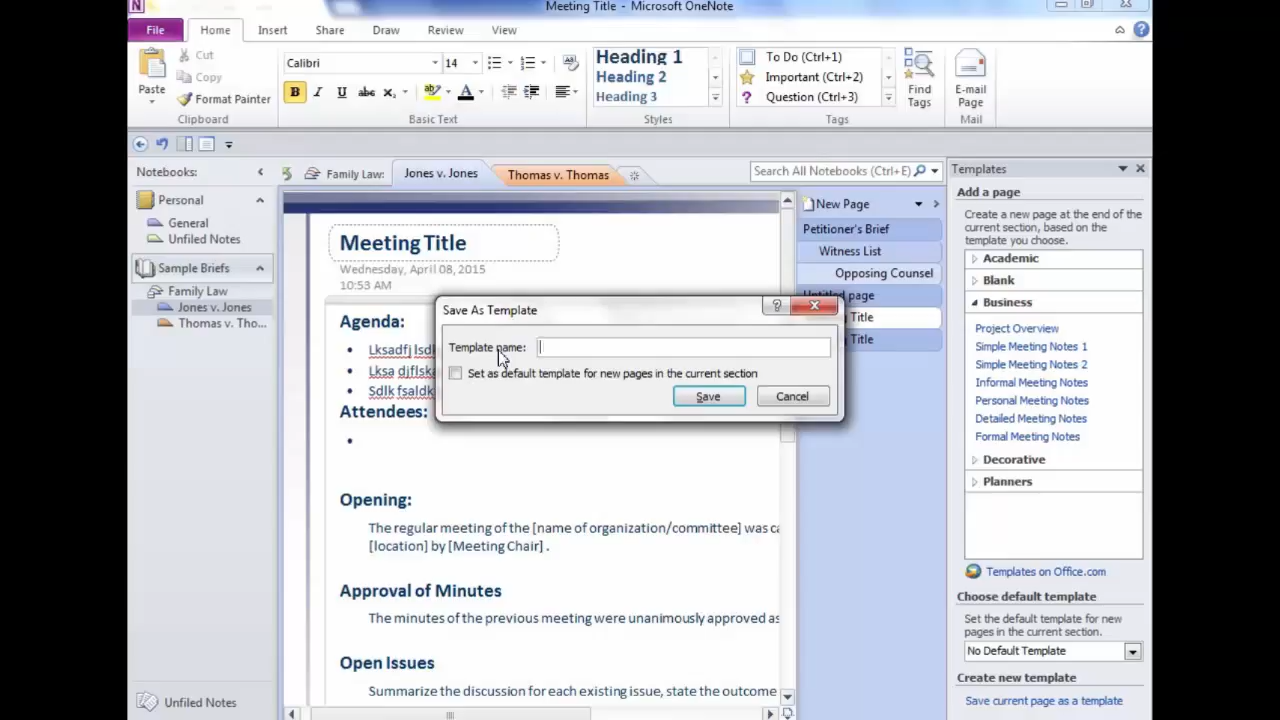 Meeting Title - Microsoft OneNote
File Home Insert Share Draw Review View
Paste
Cut
Copy
Format Painter
Clipboard
Calibri 14
B I U abc X₂ A
Basic Text
Heading 1
Heading 2
Heading 3
Styles
To Do (Ctrl+1)
Important (Ctrl+2)
Question (Ctrl+3)
Tags
Find
Tags
E-mail
Page
Mail
Notebooks:
Personal
General
Unfiled Notes
Sample Briefs
Family Law
Jones v. Jones
Thomas v. Tho...
Unfiled Notes
Family Law: Jones v. Jones Thomas v. Thomas
Search All Notebooks (Ctrl+E)
Meeting Title
Wednesday, April 08, 2015
10:53 AM
Agenda:
• Lksadfj lsdl
• Lksa djflska
• Sdlk fsaldk
Attendees:
•
Opening:
The regular meeting of the [name of organization/committee] was ca
[location] by [Meeting Chair] .
Approval of Minutes
The minutes of the previous meeting were unanimously approved as
Open Issues
Summarize the discussion for each existing issue, state the outcome
Save As Template
Template name:
Set as default template for new pages in the current section
Save Cancel
New Page
Petitioner's Brief
Witness List
Opposing Counsel
Untitled page
Title
Title
Templates
Add a page
Create a new page at the end of the
current section, based on the
template you choose.
Academic
Blank
Business
Project Overview
Simple Meeting Notes 1
Simple Meeting Notes 2
Informal Meeting Notes
Personal Meeting Notes
Detailed Meeting Notes
Formal Meeting Notes
Decorative
Planners
Templates on Office.com
Choose default template
Set the default template for new
pages in the current section.
No Default Template
Create new template
Save current page as a template